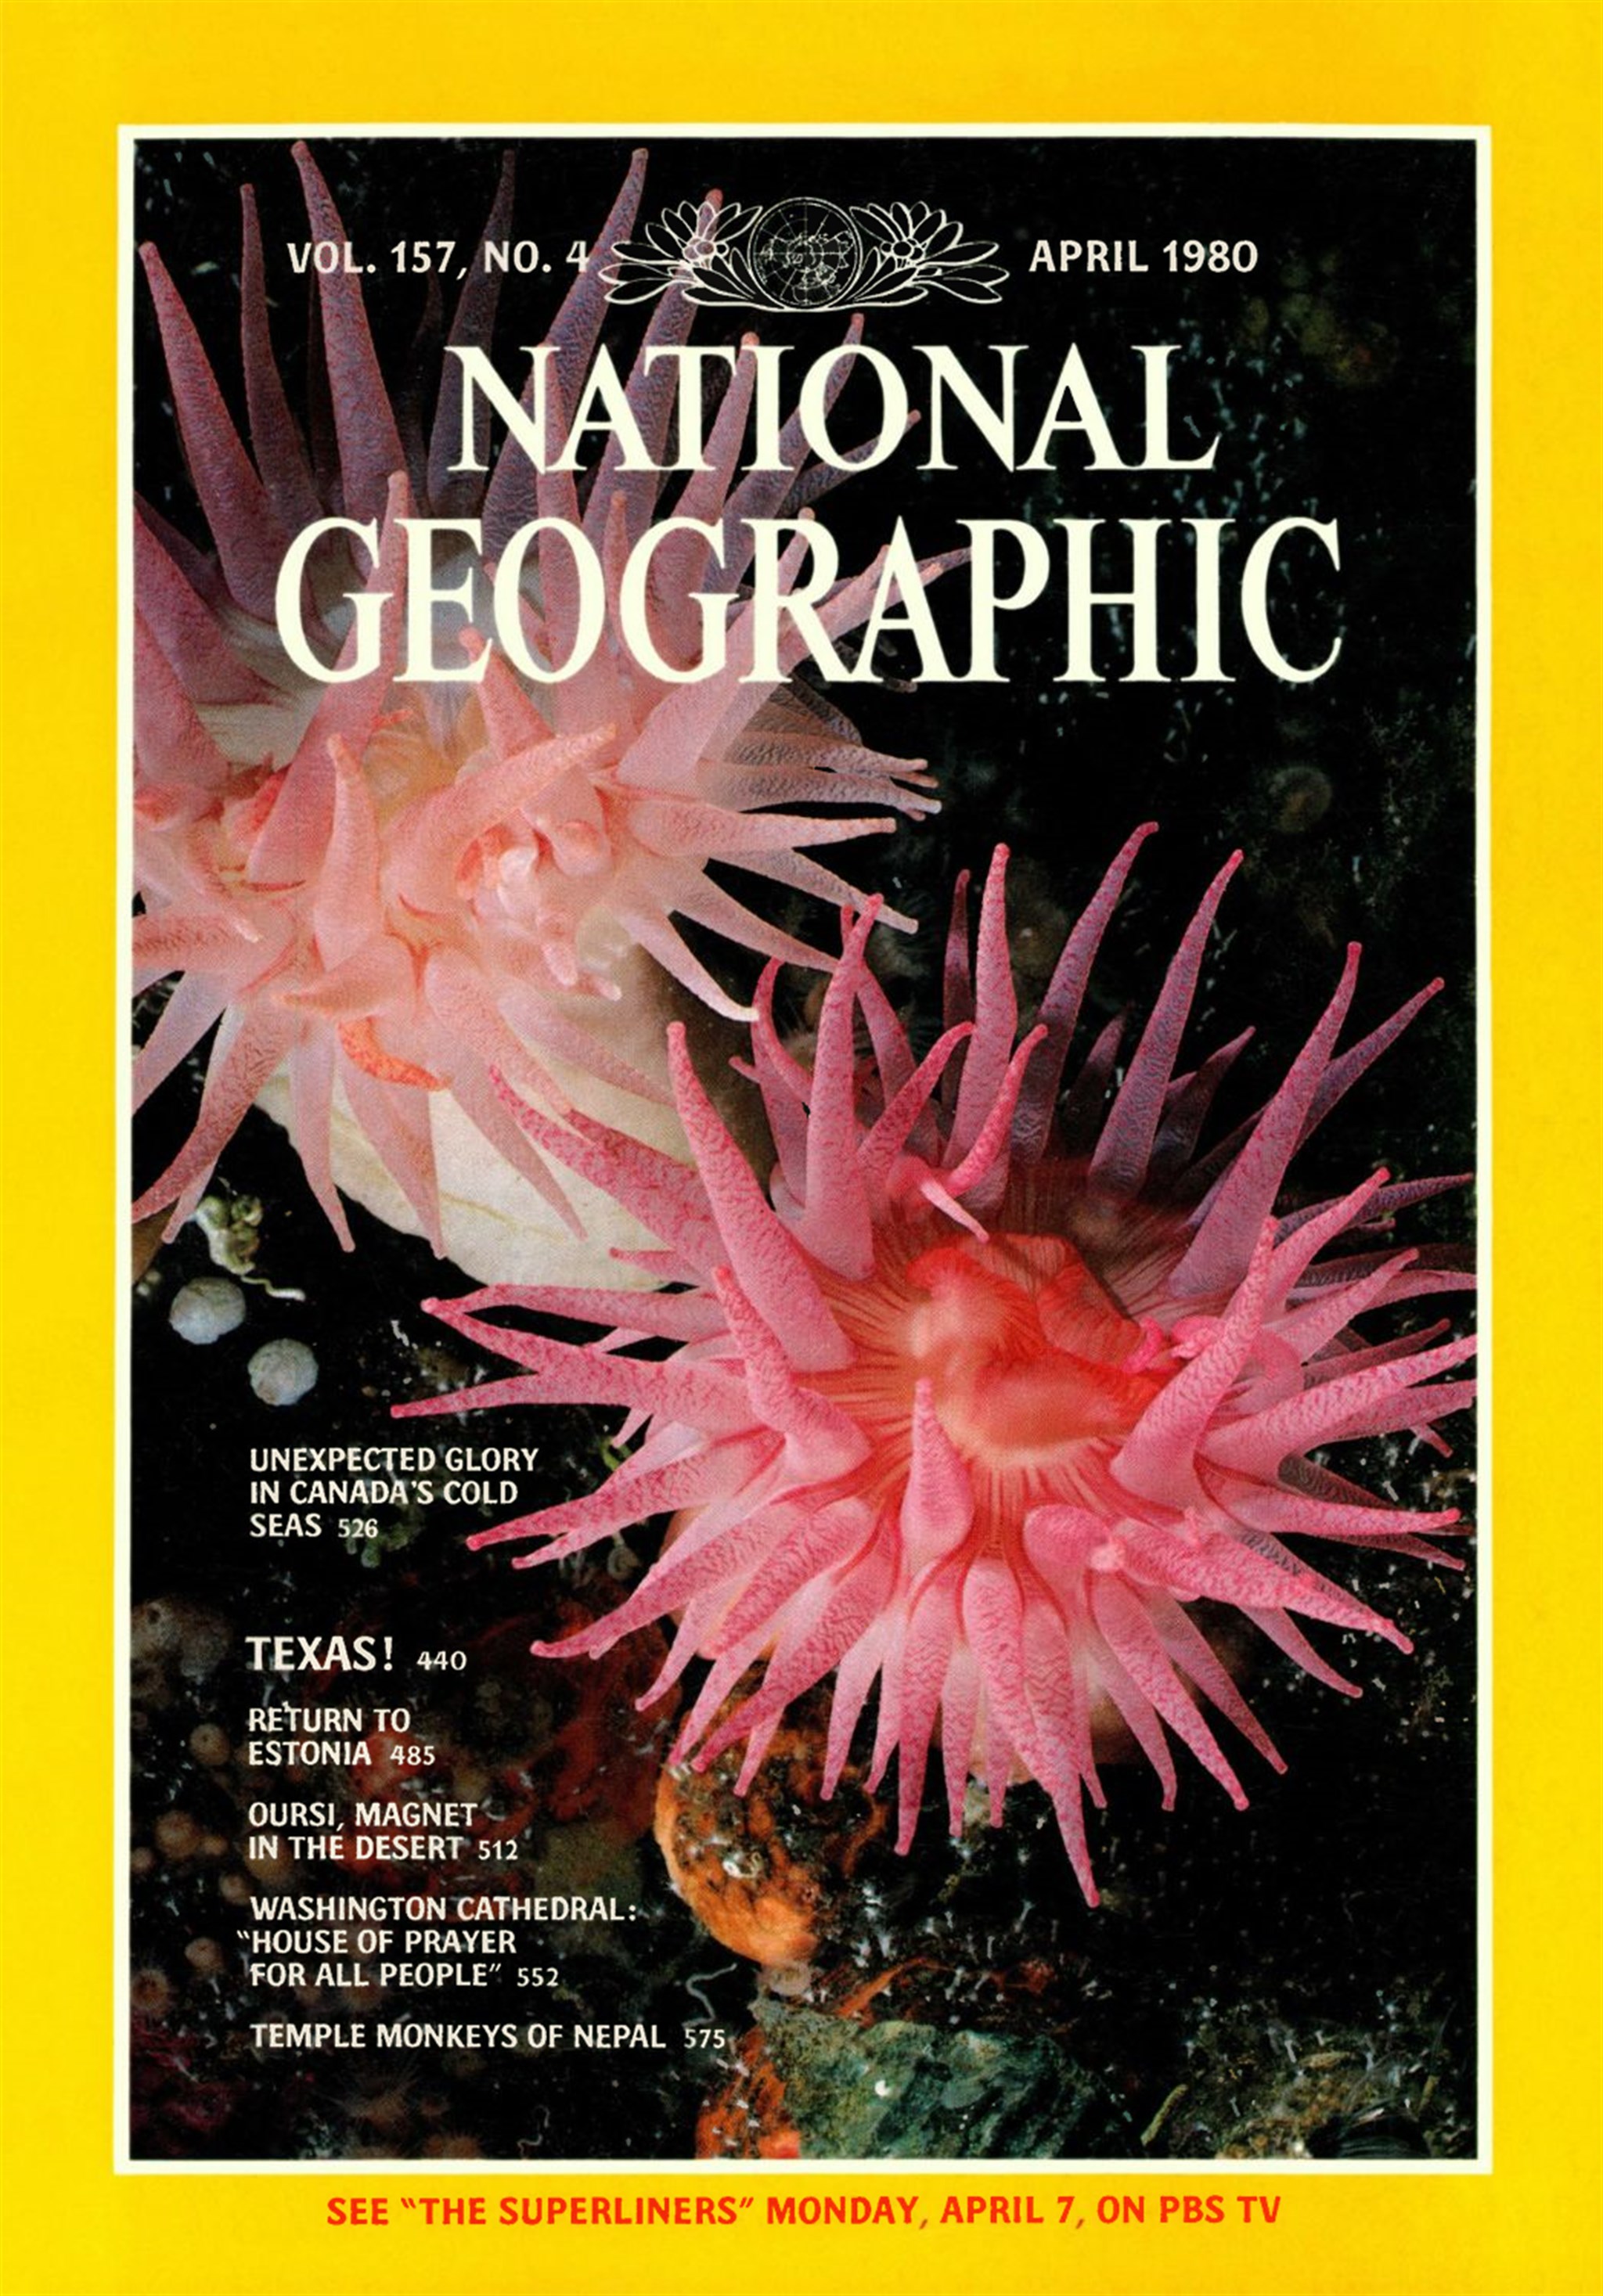 VOL. 157, NO. 4
APRIL 1980
NATIONAL
GEOGRAPHIC
UNEXPECTED GLORY
IN CANADA'S COLD
SEAS 526
TEXAS! 440
RETURN TO
ESTONIA 485
OURSI, MAGNET
IN THE DESERT 512
WASHINGTON CATHEDRAL:
"HOUSE OF PRAYER
FOR ALL PEOPLE" 552
TEMPLE MONKEYS OF NEPAL 575
SEE "THE SUPERLINERS" MONDAY, APRIL 7, ON PBS TV